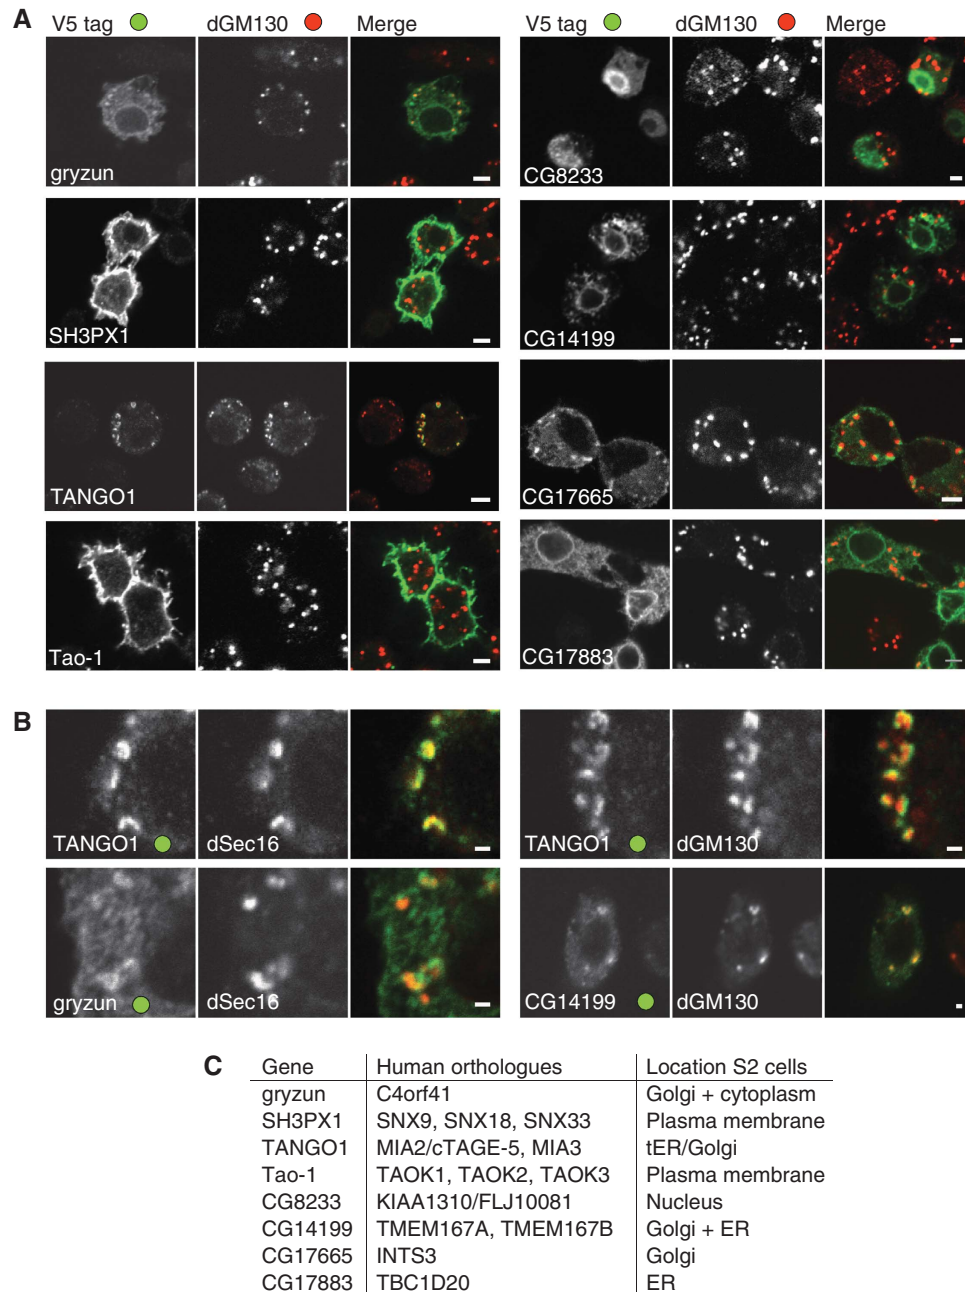 A
V5 tag dGM130 Merge V5 tag dGM130 Merge
gryzun CG8233
SH3PX1 CG14199
TANGO1 CG17665
Tao-1 CG17883
B
TANGO1 dSec16 TANGO1 dGM130
gryzun dSec16 CG14199 dGM130
C
Gene Human orthologues Location S2 cells
gryzun C4orf41 Golgi + cytoplasm
SH3PX1 SNX9, SNX18, SNX33 Plasma membrane
TANGO1 MIA2/cTAGE-5, MIA3 tER/Golgi
Tao-1 TAOK1, TAOK2, TAOK3 Plasma membrane
CG8233 KIAA1310/FLJ10081 Nucleus
CG14199 TMEM167A, TMEM167B Golgi + ER
CG17665 INTS3 Golgi
CG17883 TBC1D20 ER